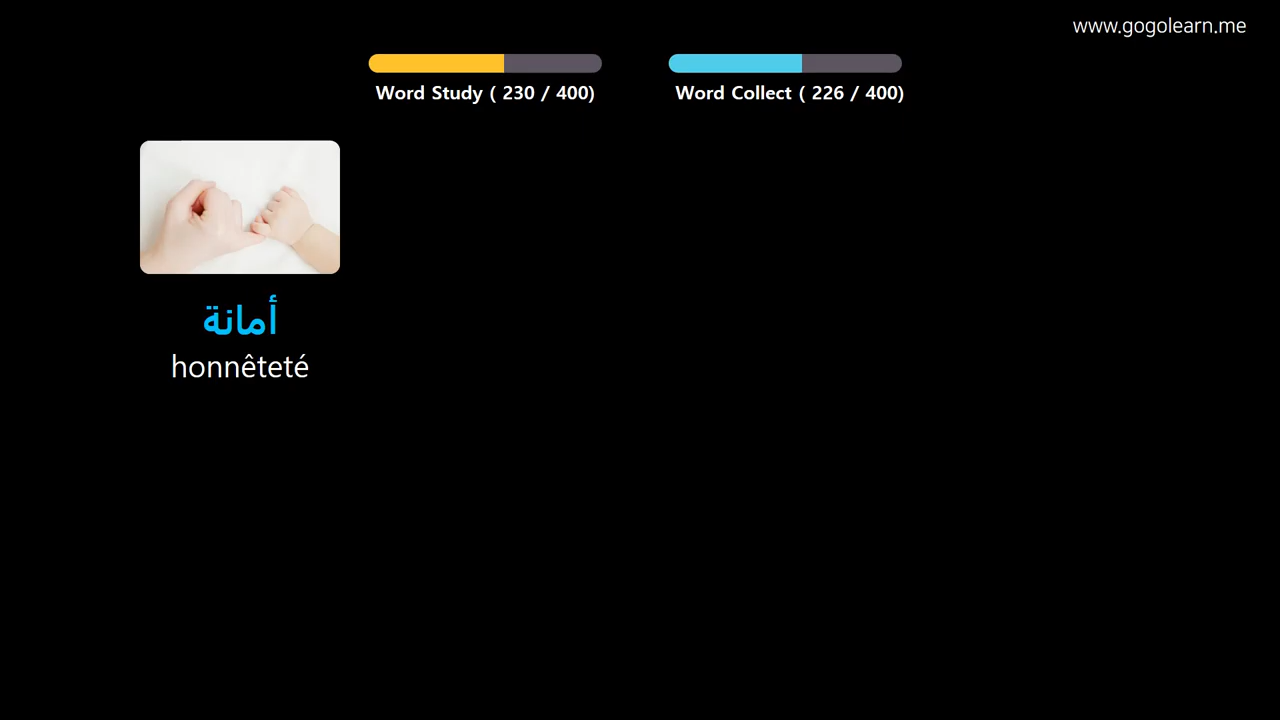 www.gogolearn.me
Word Study ( 230 / 400)
Word Collect ( 226 / 400)
أمانة
honnêteté